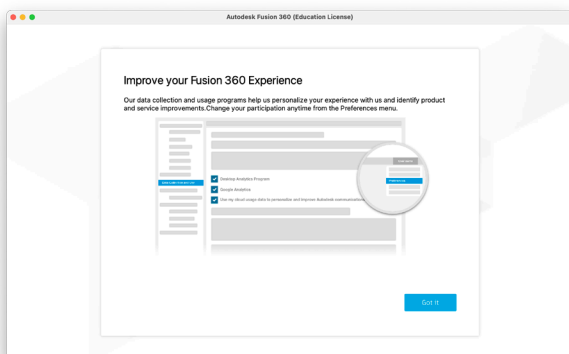 Autodesk Fusion 360 (Education License)
Improve your Fusion 360 Experience
Our data collection and usage programs help us personalize your experience with us and identify product
and service improvements.Change your participation anytime from the Preferences menu.
Desktop Analytics Program
Google Analytics
Use my cloud usage data to personalize and improve Autodesk communications
Preferences
Got It